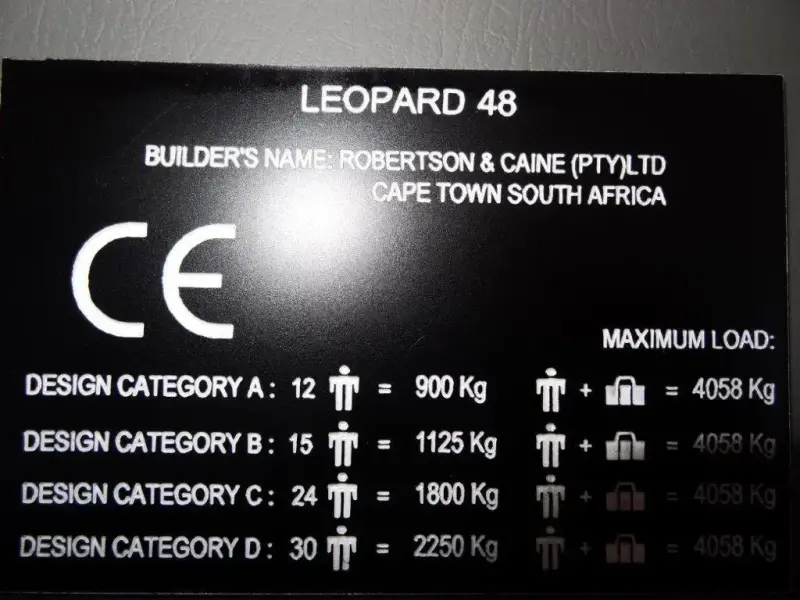 LEOPARD 48
BUILDER'S NAME: ROBERTSON & CAINE (PTY)LTD
CAPE TOWN SOUTH AFRICA
CE
MAXIMUM LOAD:
DESIGN CATEGORY A : 12 = 900 Kg + = 4058 Kg
DESIGN CATEGORY B : 15 = 1125 Kg + = 4058 Kg
DESIGN CATEGORY C : 24 = 1800 Kg + = 4058 Kg
DESIGN CATEGORY D : 30 = 2250 Kg + = 4058 Kg